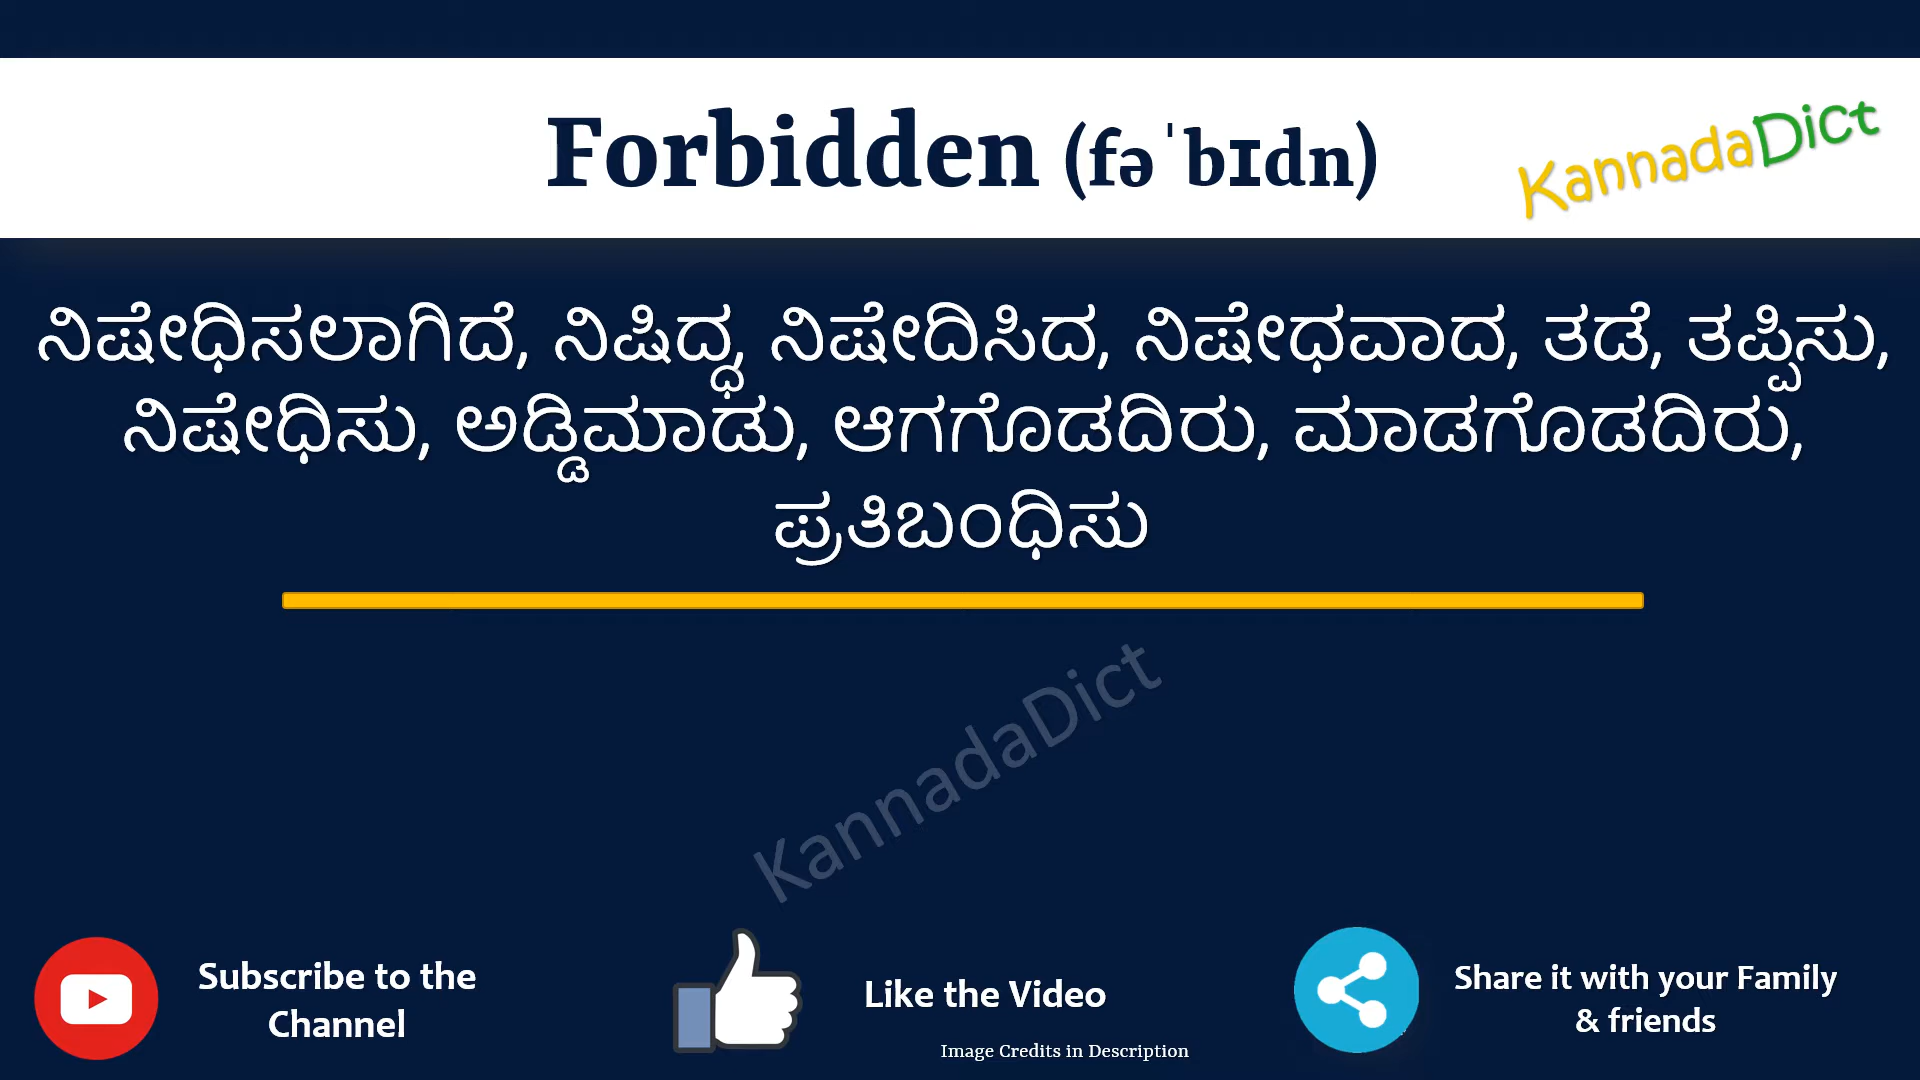 Forbidden (fəˈbɪdn)
KannadaDict
ನಿಷೇಧಿಸಲಾಗಿದೆ, ನಿಷಿದ್ಧ, ನಿಷೇದಿಸಿದ, ನಿಷೇಧವಾದ, ತಡೆ, ತಪ್ಪಿಸು,
ನಿಷೇಧಿಸು, ಅಡ್ಡಿಮಾಡು, ಆಗಗೊಡದಿರು, ಮಾಡಗೊಡದಿರು,
ಪ್ರತಿಬಂಧಿಸು
KannadaDict
Subscribe to the
Channel
Like the Video
Share it with your Family
& friends
Image Credits in Description